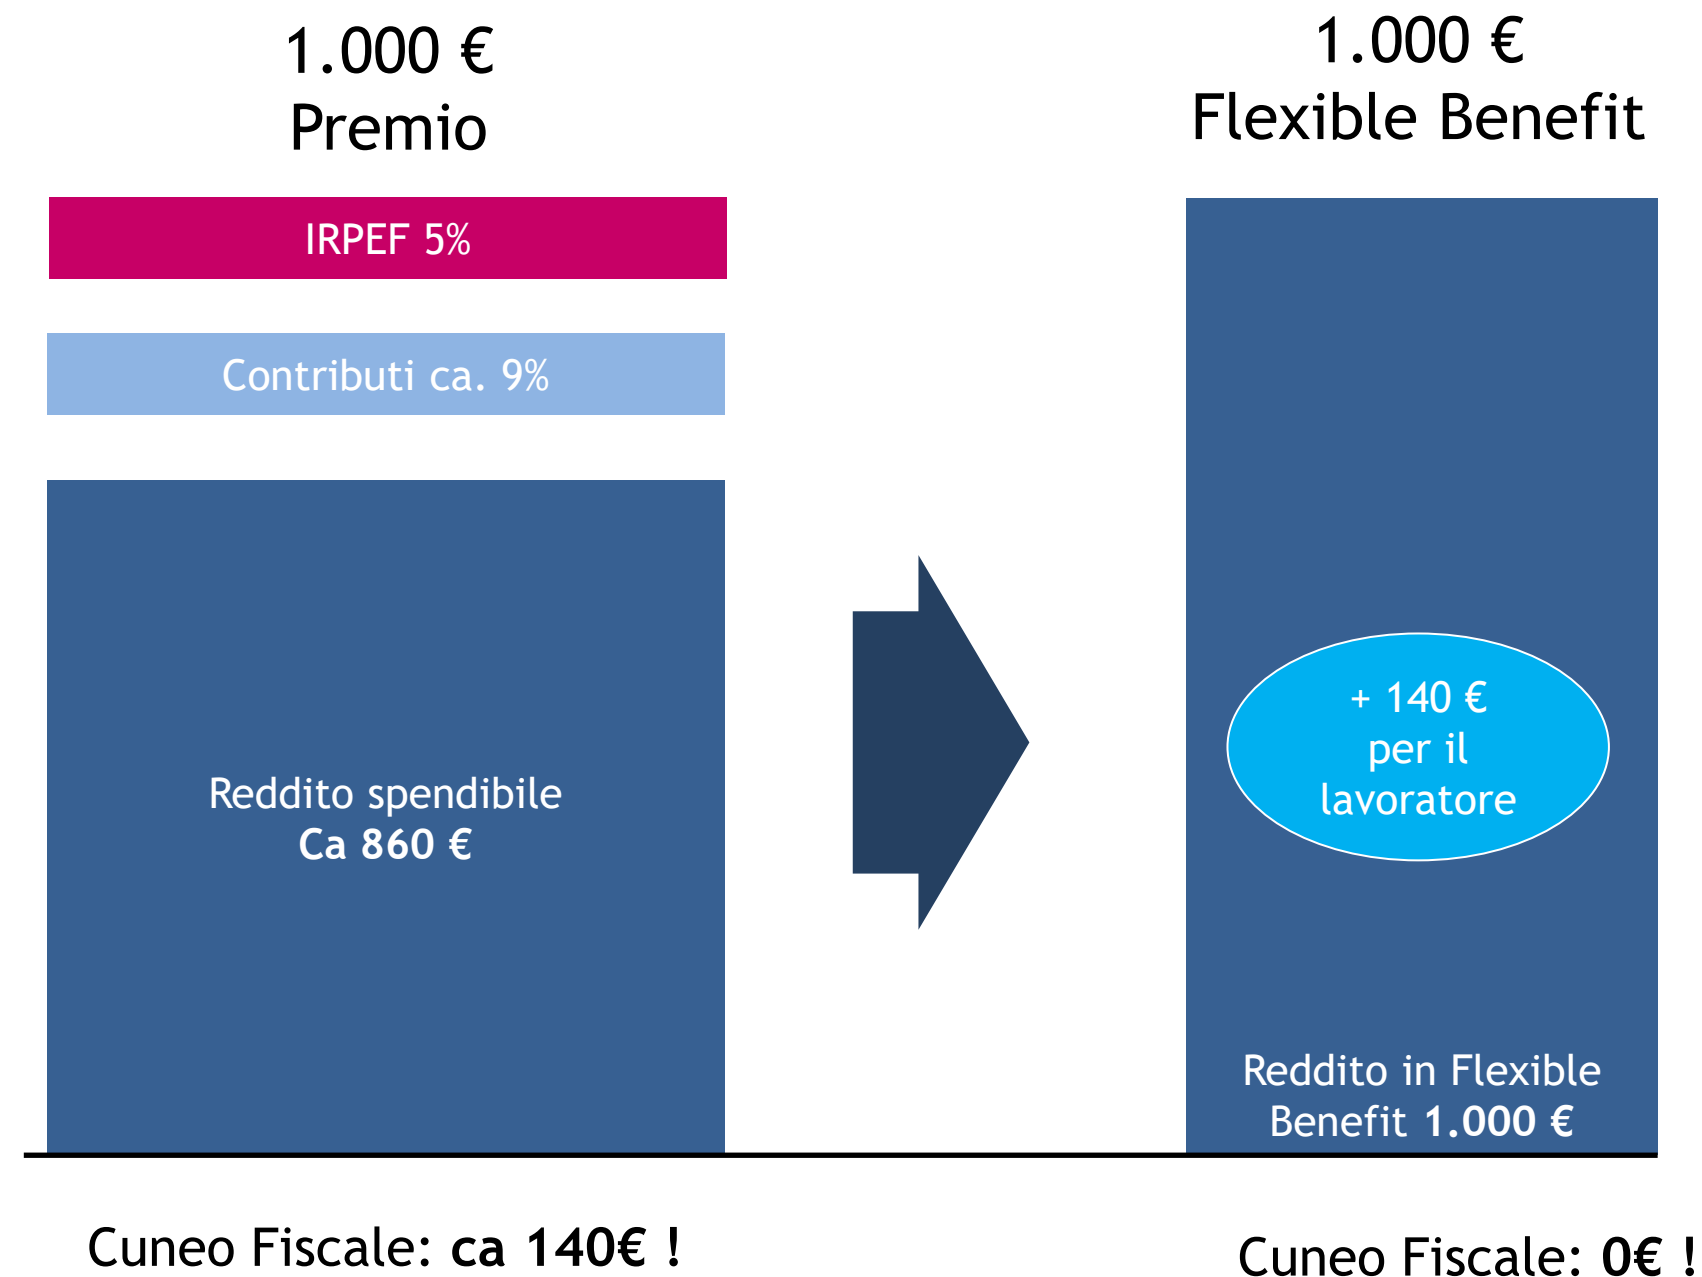 1.000 €
Premio
IRPEF 5%
Contributi ca. 9%
Reddito spendibile
Ca 860 €
Cuneo Fiscale: ca 140€ !
1.000 €
Flexible Benefit
+ 140 €
per il
lavoratore
Reddito in Flexible
Benefit 1.000 €
Cuneo Fiscale: 0€ !